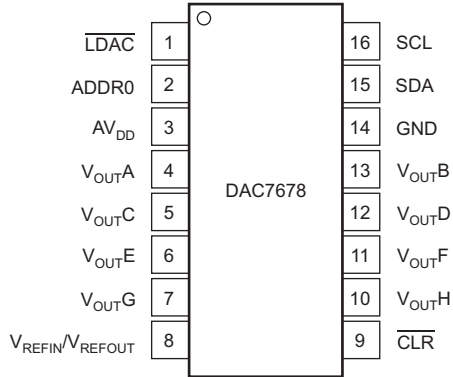 LDAC 1 16 SCL
ADDR0 2 15 SDA
AVDD 3 14 GND
VOUTA 4 13 VOUTB
DAC7678
VOUTC 5 12 VOUTD
VOUTE 6 11 VOUTF
VOUTG 7 10 VOUTH
VREFIN/VREFOUT 8 9 CLR